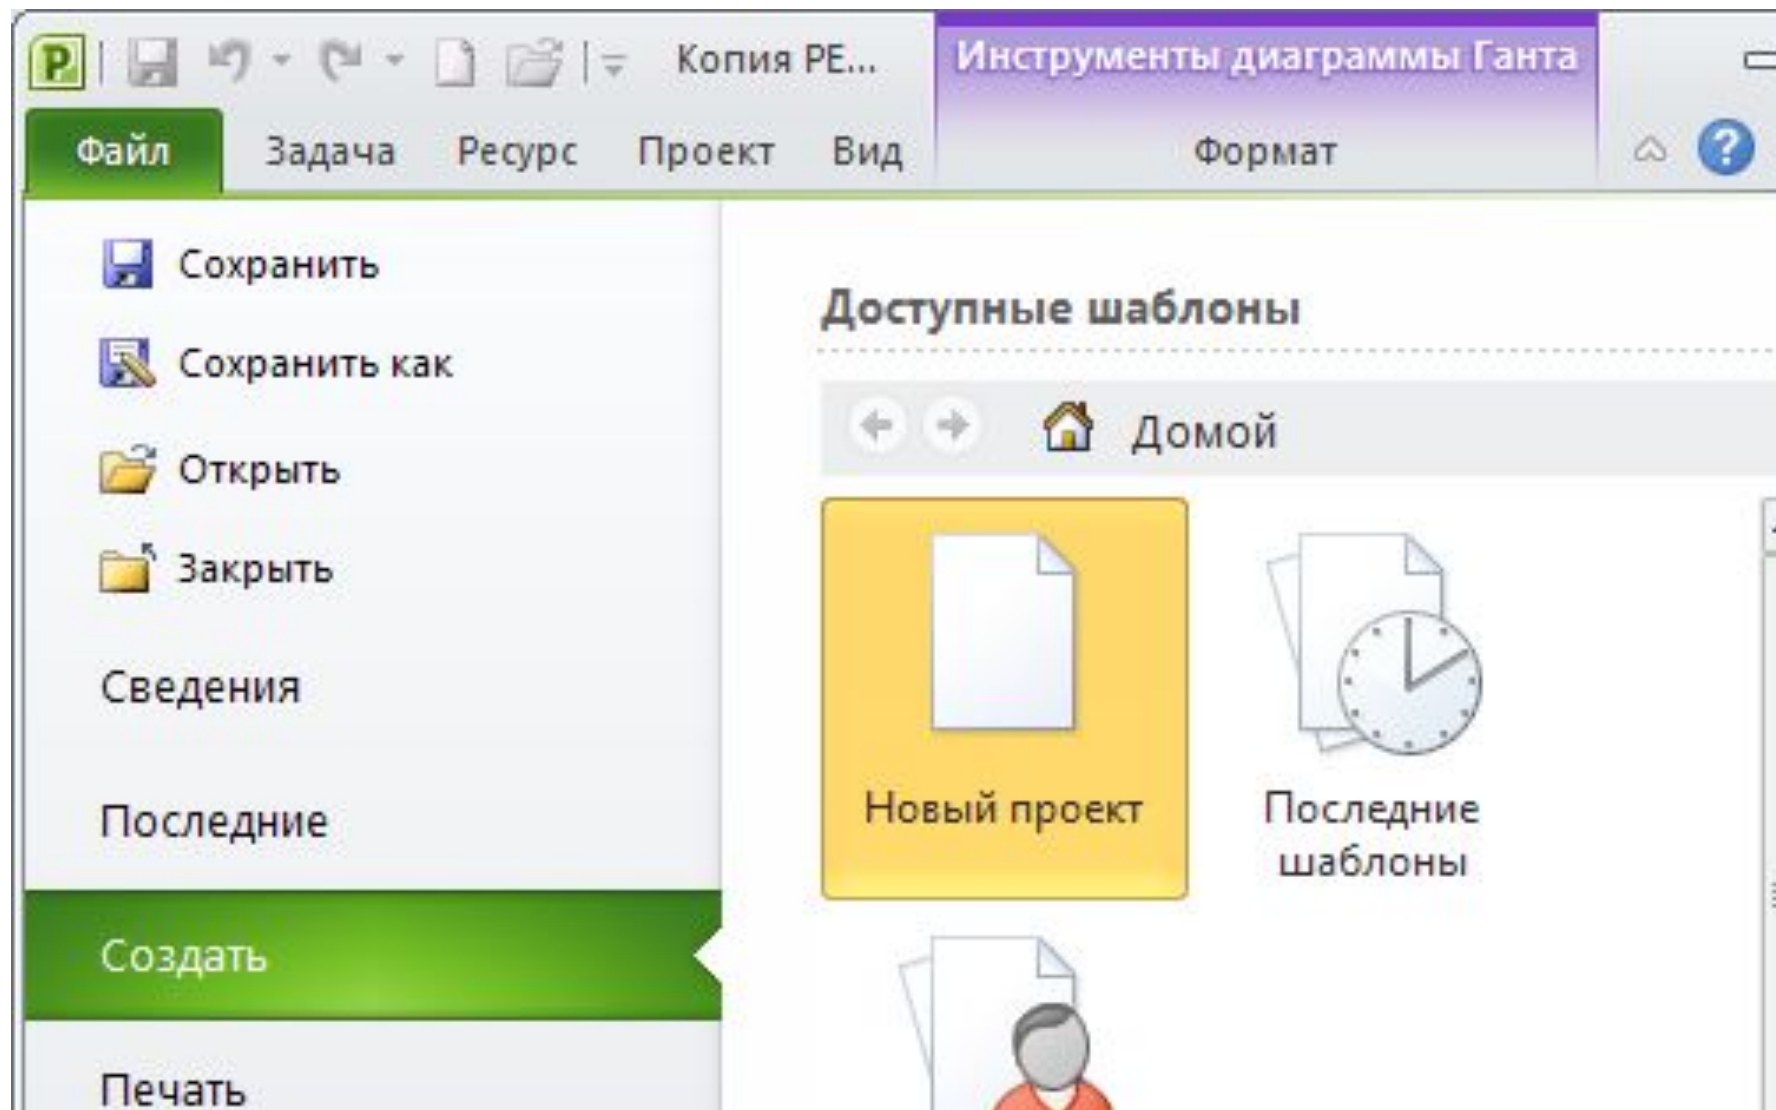 Копия PE...
Инструменты диаграммы Ганта
Файл
Задача
Ресурс
Проект
Вид
Формат
Сохранить
Сохранить как
Открыть
Закрыть
Сведения
Последние
Создать
Печать
Доступные шаблоны
Домой
Новый проект
Последние
шаблоны